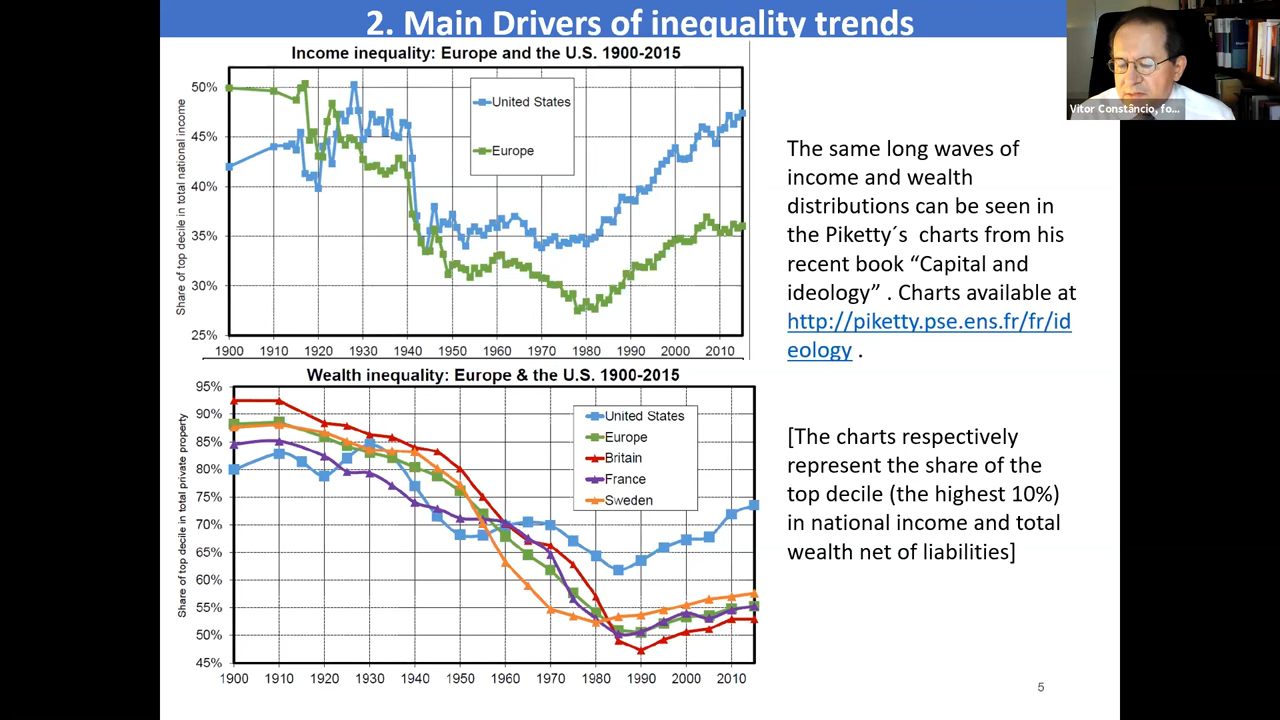 2. Main Drivers of inequality trends
Income inequality: Europe and the U.S. 1900-2015
Share of top decile in total national income
50%
45%
40%
35%
30%
25%
United States
Europe
1900 1910 1920 1930 1940 1950 1960 1970 1980 1990 2000 2010
Wealth inequality: Europe & the U.S. 1900-2015
Share of top decile in total private property
95%
90%
85%
80%
75%
70%
65%
60%
55%
50%
45%
United States
Europe
Britain
France
Sweden
1900 1910 1920 1930 1940 1950 1960 1970 1980 1990 2000 2010
Vítor Constâncio, fo...
The same long waves of
income and wealth
distributions can be seen in
the Piketty´s charts from his
recent book “Capital and
ideology” . Charts available at
http://piketty.pse.ens.fr/fr/id
eology .
[The charts respectively
represent the share of the
top decile (the highest 10%)
in national income and total
wealth net of liabilities]
5